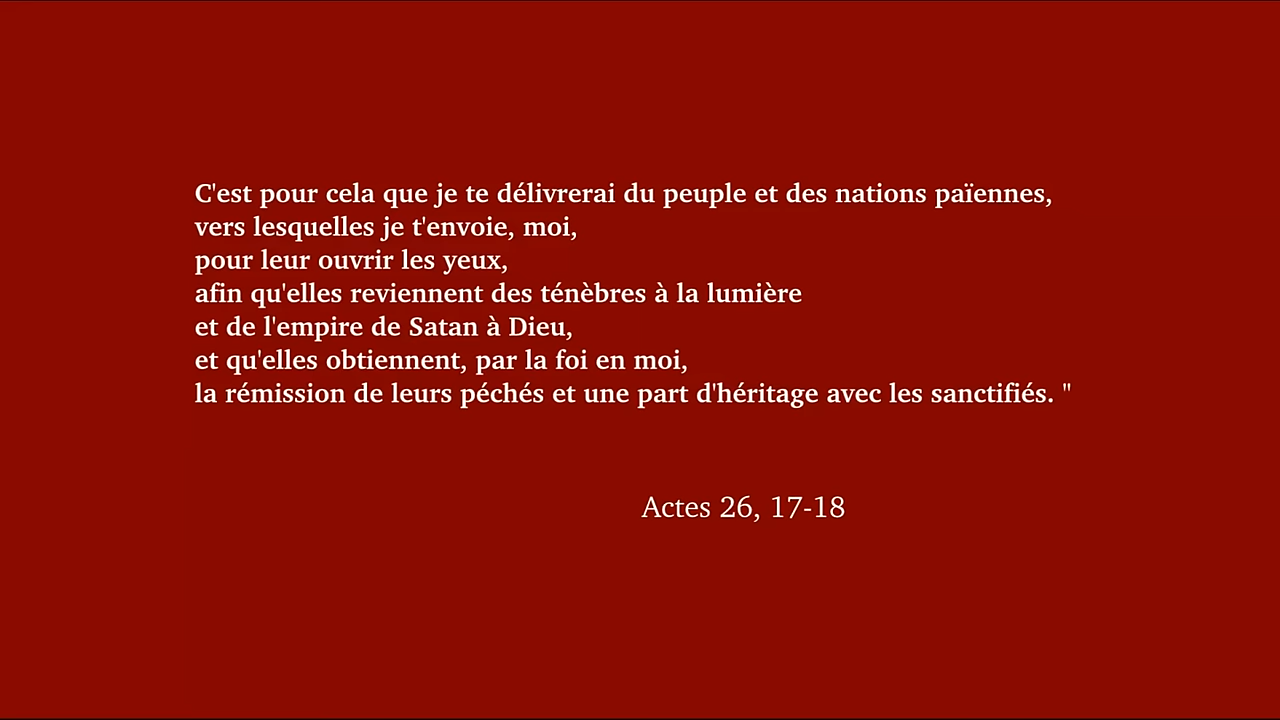 C'est pour cela que je te délivrerai du peuple et des nations païennes,
vers lesquelles je t'envoie, moi,
pour leur ouvrir les yeux,
afin qu'elles reviennent des ténèbres à la lumière
et de l'empire de Satan à Dieu,
et qu'elles obtiennent, par la foi en moi,
la rémission de leurs péchés et une part d'héritage avec les sanctifiés. "
Actes 26, 17-18